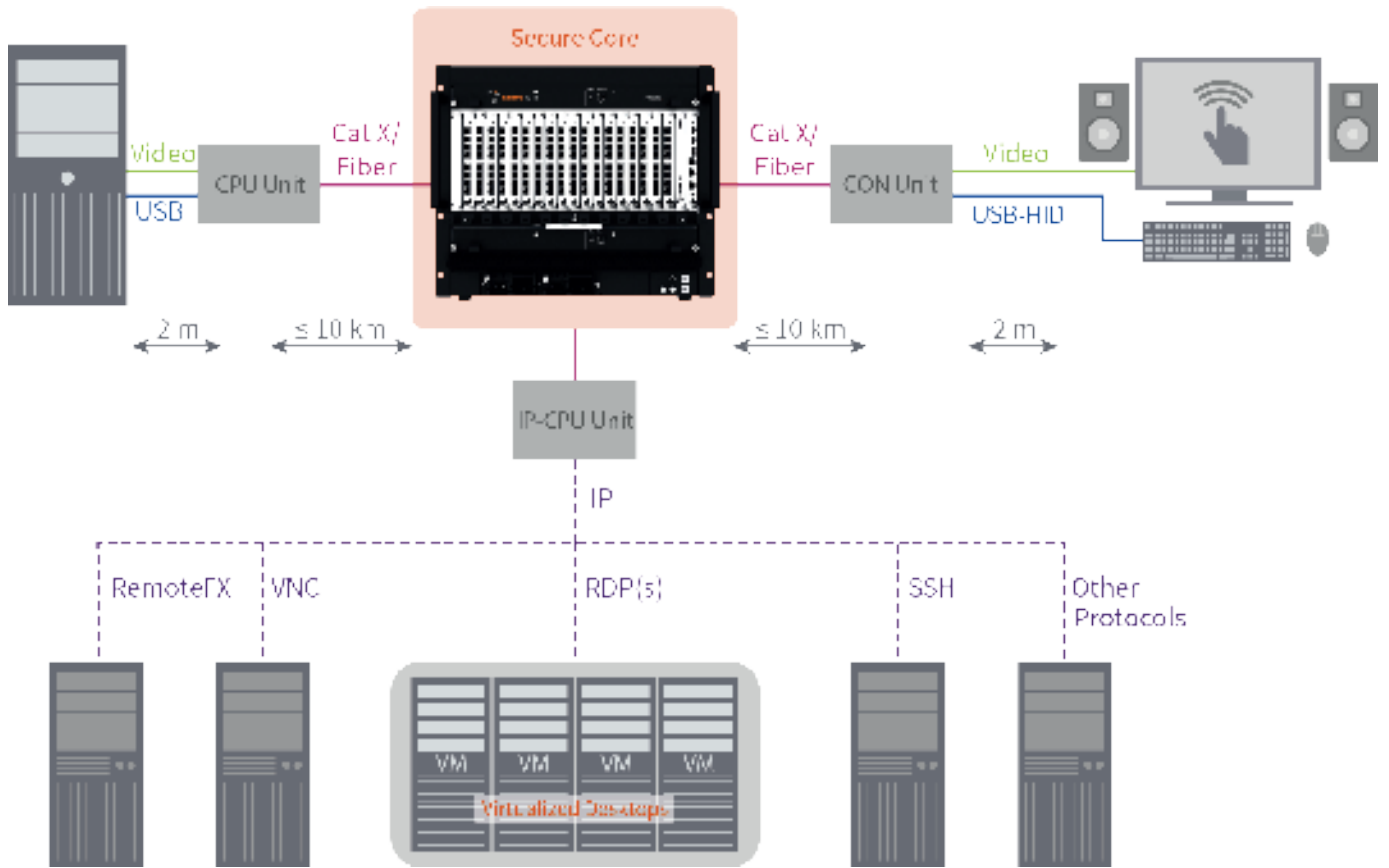 Secure Core
Video
USB
CPU Unit
Cat X/
Fiber
Cat X/
Fiber
CON Unit
Video
USB-HID
2 m
≤ 10 km
≤ 10 km
2 m
IP-CPU Unit
IP
RemoteFX
VNC
RDP(s)
SSH
Other
Protocols
VM
VM
VM
VM
Virtualized Desktops